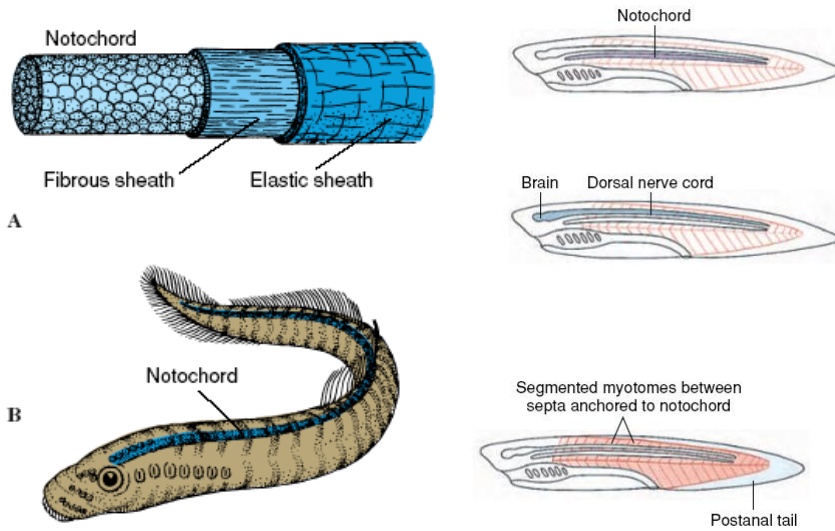 Notochord
Fibrous sheath
Elastic sheath
A
Notochord
B
Notochord
Brain
Dorsal nerve cord
Segmented myotomes between
septa anchored to notochord
Postanal tail